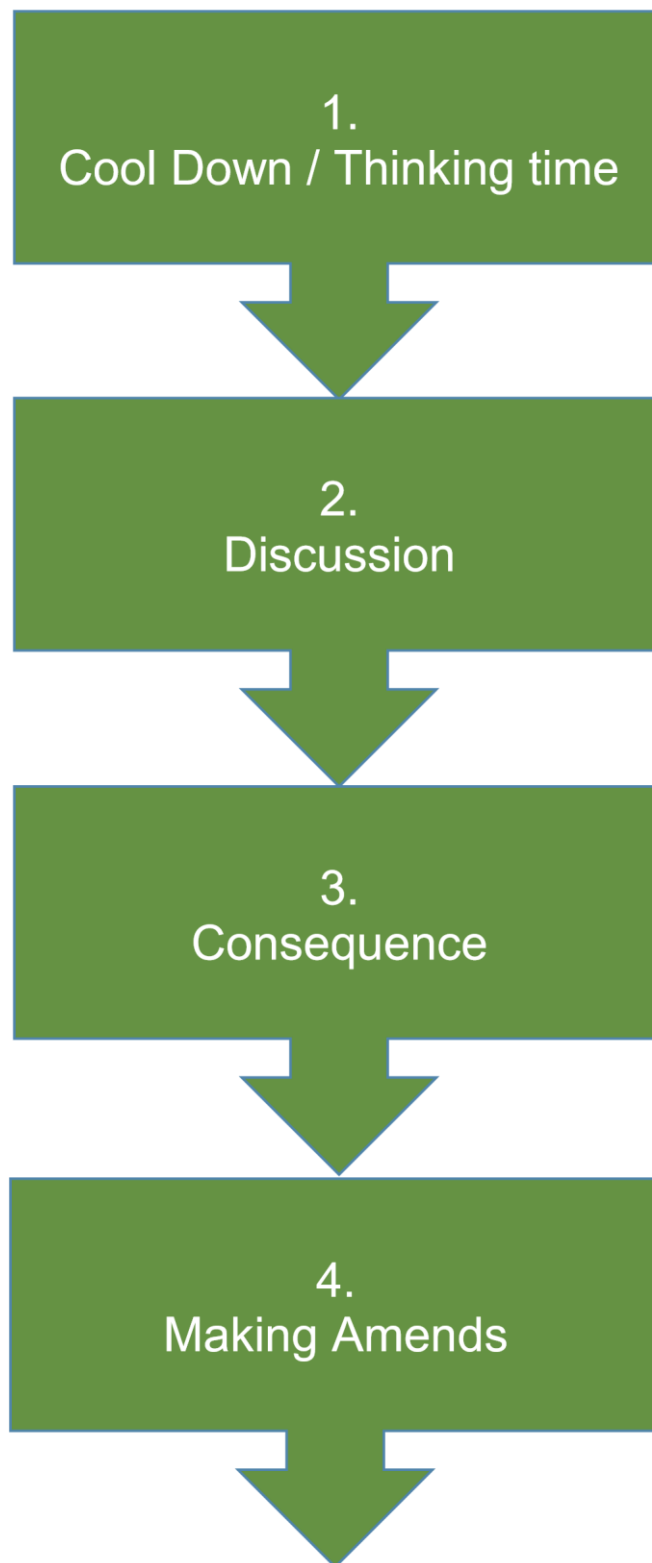 1.
Cool Down / Thinking time
2.
Discussion
3.
Consequence
4.
Making Amends